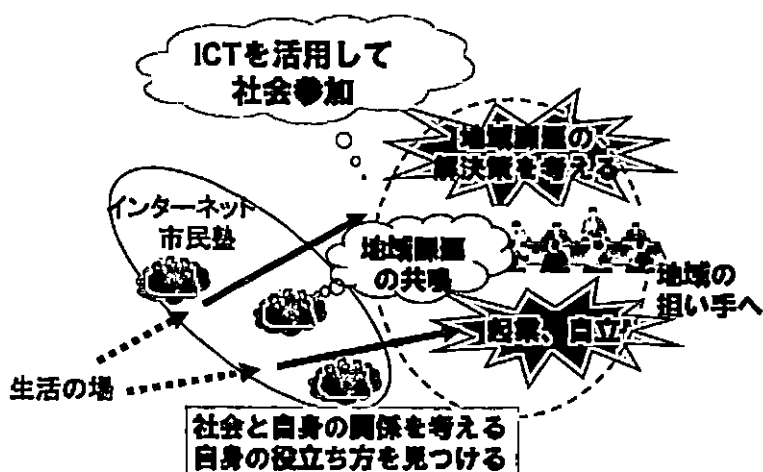 ICTを活用して
社会参加
地域課題の、
解決策を考える
インターネット
市民塾
地域課題
の共鳴
地域の
担い手へ
起業、自立
生活の場
社会と自身の関係を考える
自身の役立ち方を見つける